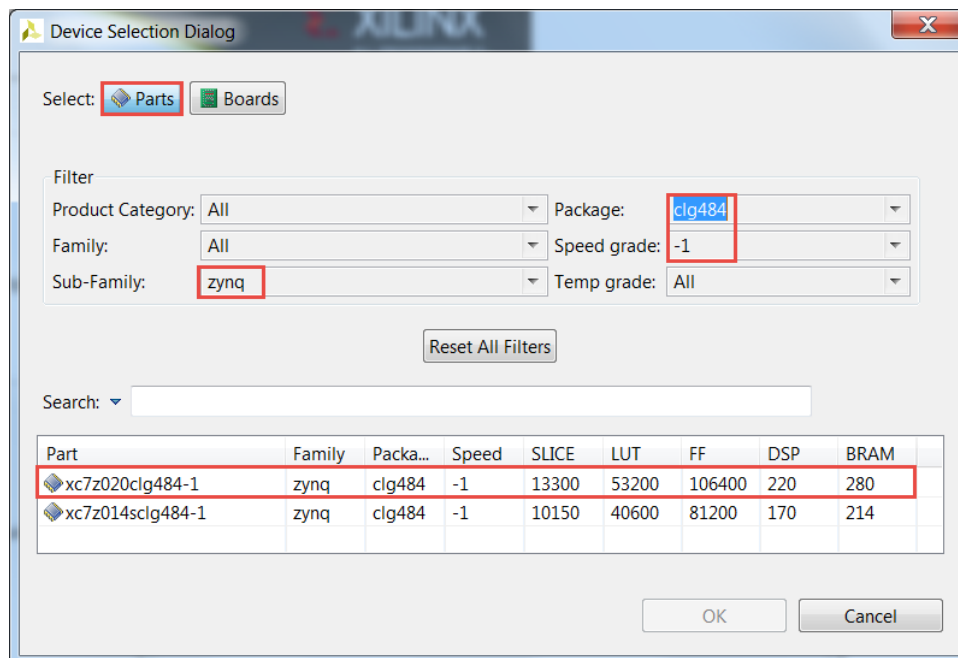 Device Selection Dialog
XILINX
X
Select: Parts Boards
Filter
Product Category: All Package: clg484
Family: All Speed grade: -1
Sub-Family: zynq Temp grade: All
Reset All Filters
Search:
Part Family Packa... Speed SLICE LUT FF DSP BRAM
xc7z020clg484-1 zynq clg484 -1 13300 53200 106400 220 280
xc7z014sclg484-1 zynq clg484 -1 10150 40600 81200 170 214
OK Cancel